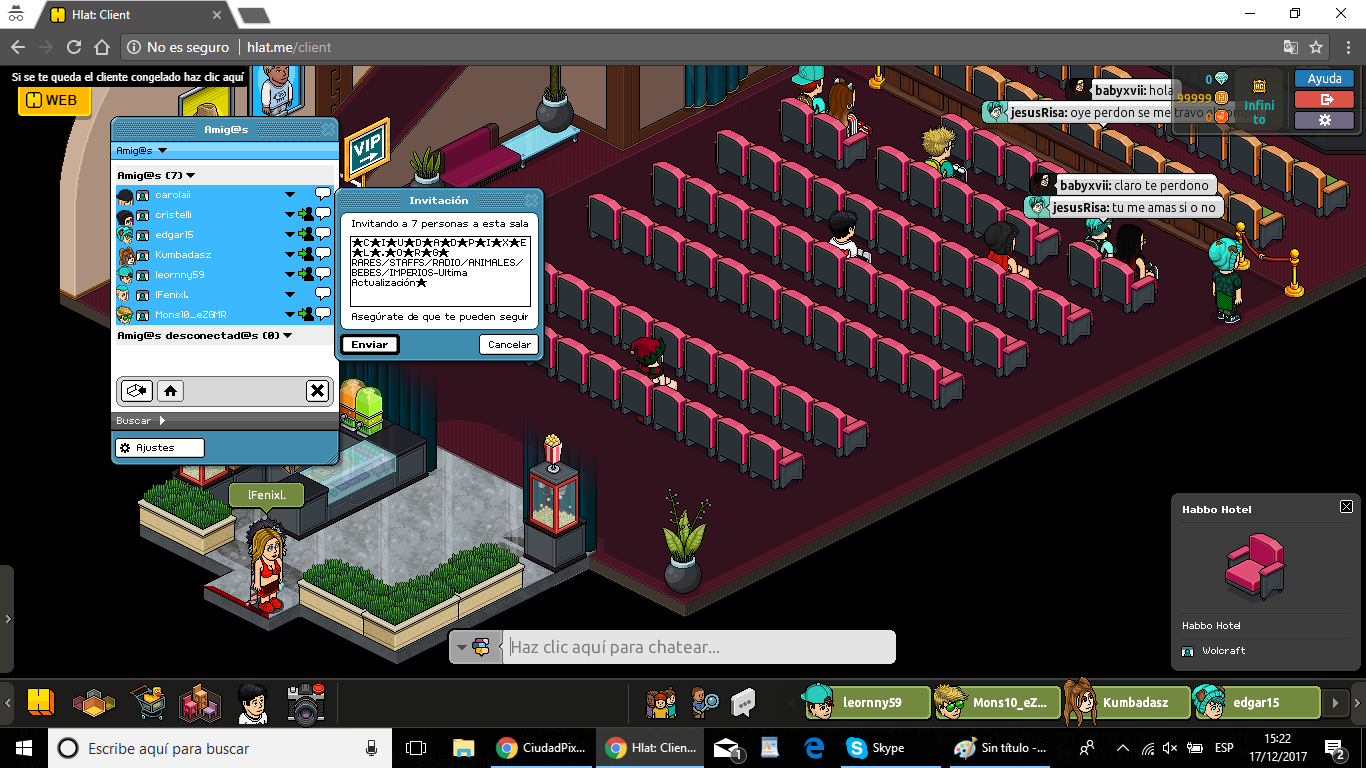 Hlat: Client
No es seguro
hlat.me/client
Si se te queda el cliente congelado haz clic aquí
WEB
VIP
babyxvii: hola
jesusRisa: oye perdon se me travo
0
99999
0
HC
Infini
to
Ayuda
babyxvii: claro te perdono
jesusRisa: tu me amas si o no
Amig@s
Amig@s
Amig@s (7)
carolaii
cristelli
edgar15
Kumbadasz
leornny59
lFenixl.
Mons10_eZGMR
Amig@s desconectad@s (0)
Buscar
Ajustes
Invitación
Invitando a 7 personas a esta sala
★C★I★U★D★A★D★P★I★X★E
★L★.★O★R★G★
RARES/STAFFS/RADIO/ANIMALES/
BEBES/IMPERIOS-Ultima
Actualización★
Asegúrate de que te pueden seguir
Enviar
Cancelar
lFenixl.
Habbo Hotel
Habbo Hotel
Wolcraft
Haz clic aquí para chatear...
leornny59
Mons10_eZ...
Kumbadasz
edgar15
Escribe aquí para buscar
CiudadPix...
Hlat: Clien...
1
Skype
Sin título -...
ESP
15:22
17/12/2017
2